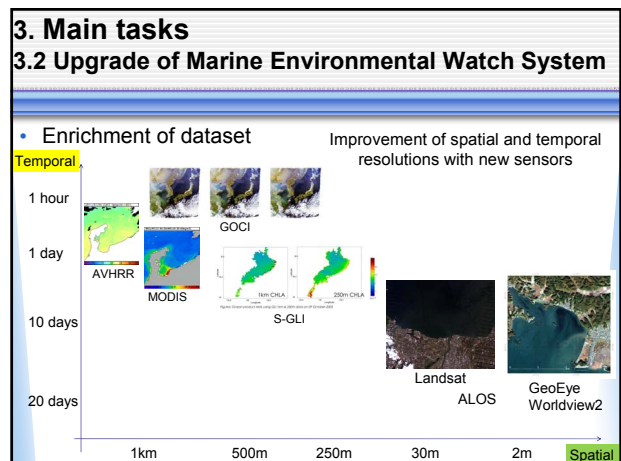 3. Main tasks
3.2 Upgrade of Marine Environmental Watch System
• Enrichment of dataset
Improvement of spatial and temporal
resolutions with new sensors
Temporal
1 hour
1 day
10 days
20 days
GOCI
AVHRR
MODIS
1km CHLA
250m CHLA
S-GLI
Landsat
ALOS
GeoEye
Worldview2
1km
500m
250m
30m
2m
Spatial